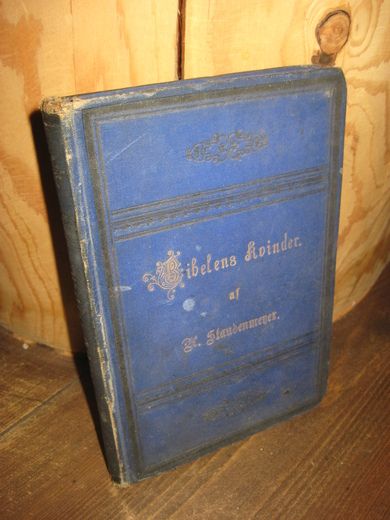 Bibelens Kvinder.
af
K. Staudenmeyer.